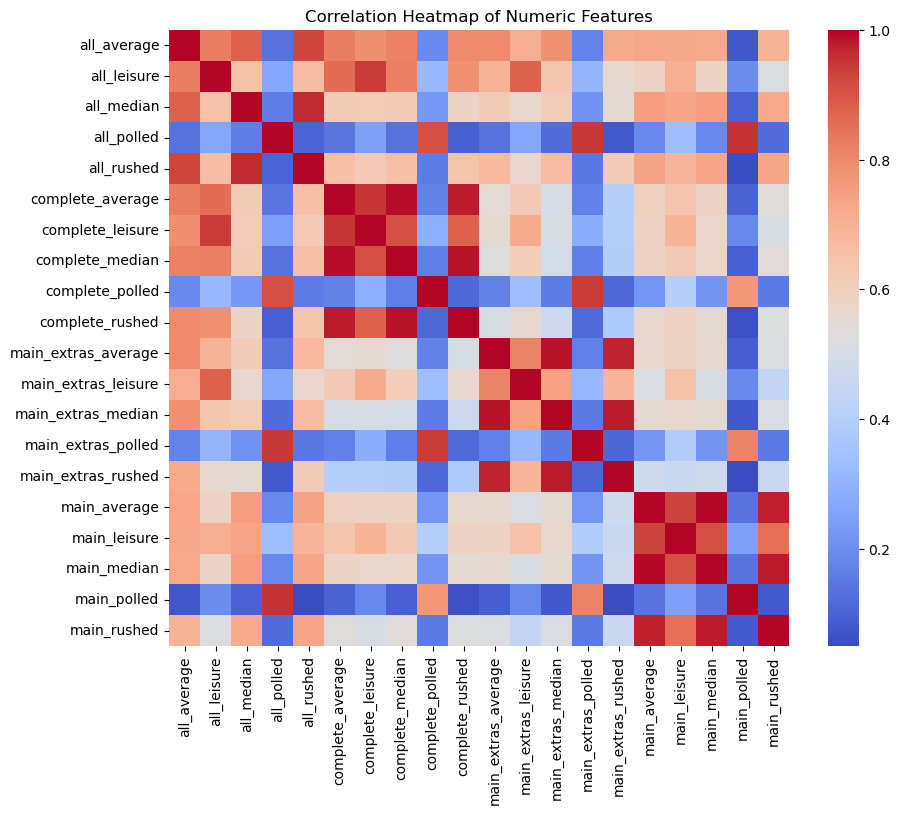 Correlation Heatmap of Numeric Features
all_average
all_leisure
all_median
all_polled
all_rushed
complete_average
complete_leisure
complete_median
complete_polled
complete_rushed
main_extras_average
main_extras_leisure
main_extras_median
main_extras_polled
main_extras_rushed
main_average
main_leisure
main_median
main_polled
main_rushed
all_average
all_leisure
all_median
all_polled
all_rushed
complete_average
complete_leisure
complete_median
complete_polled
complete_rushed
main_extras_average
main_extras_leisure
main_extras_median
main_extras_polled
main_extras_rushed
main_average
main_leisure
main_median
main_polled
main_rushed
1.0
0.8
0.6
0.4
0.2